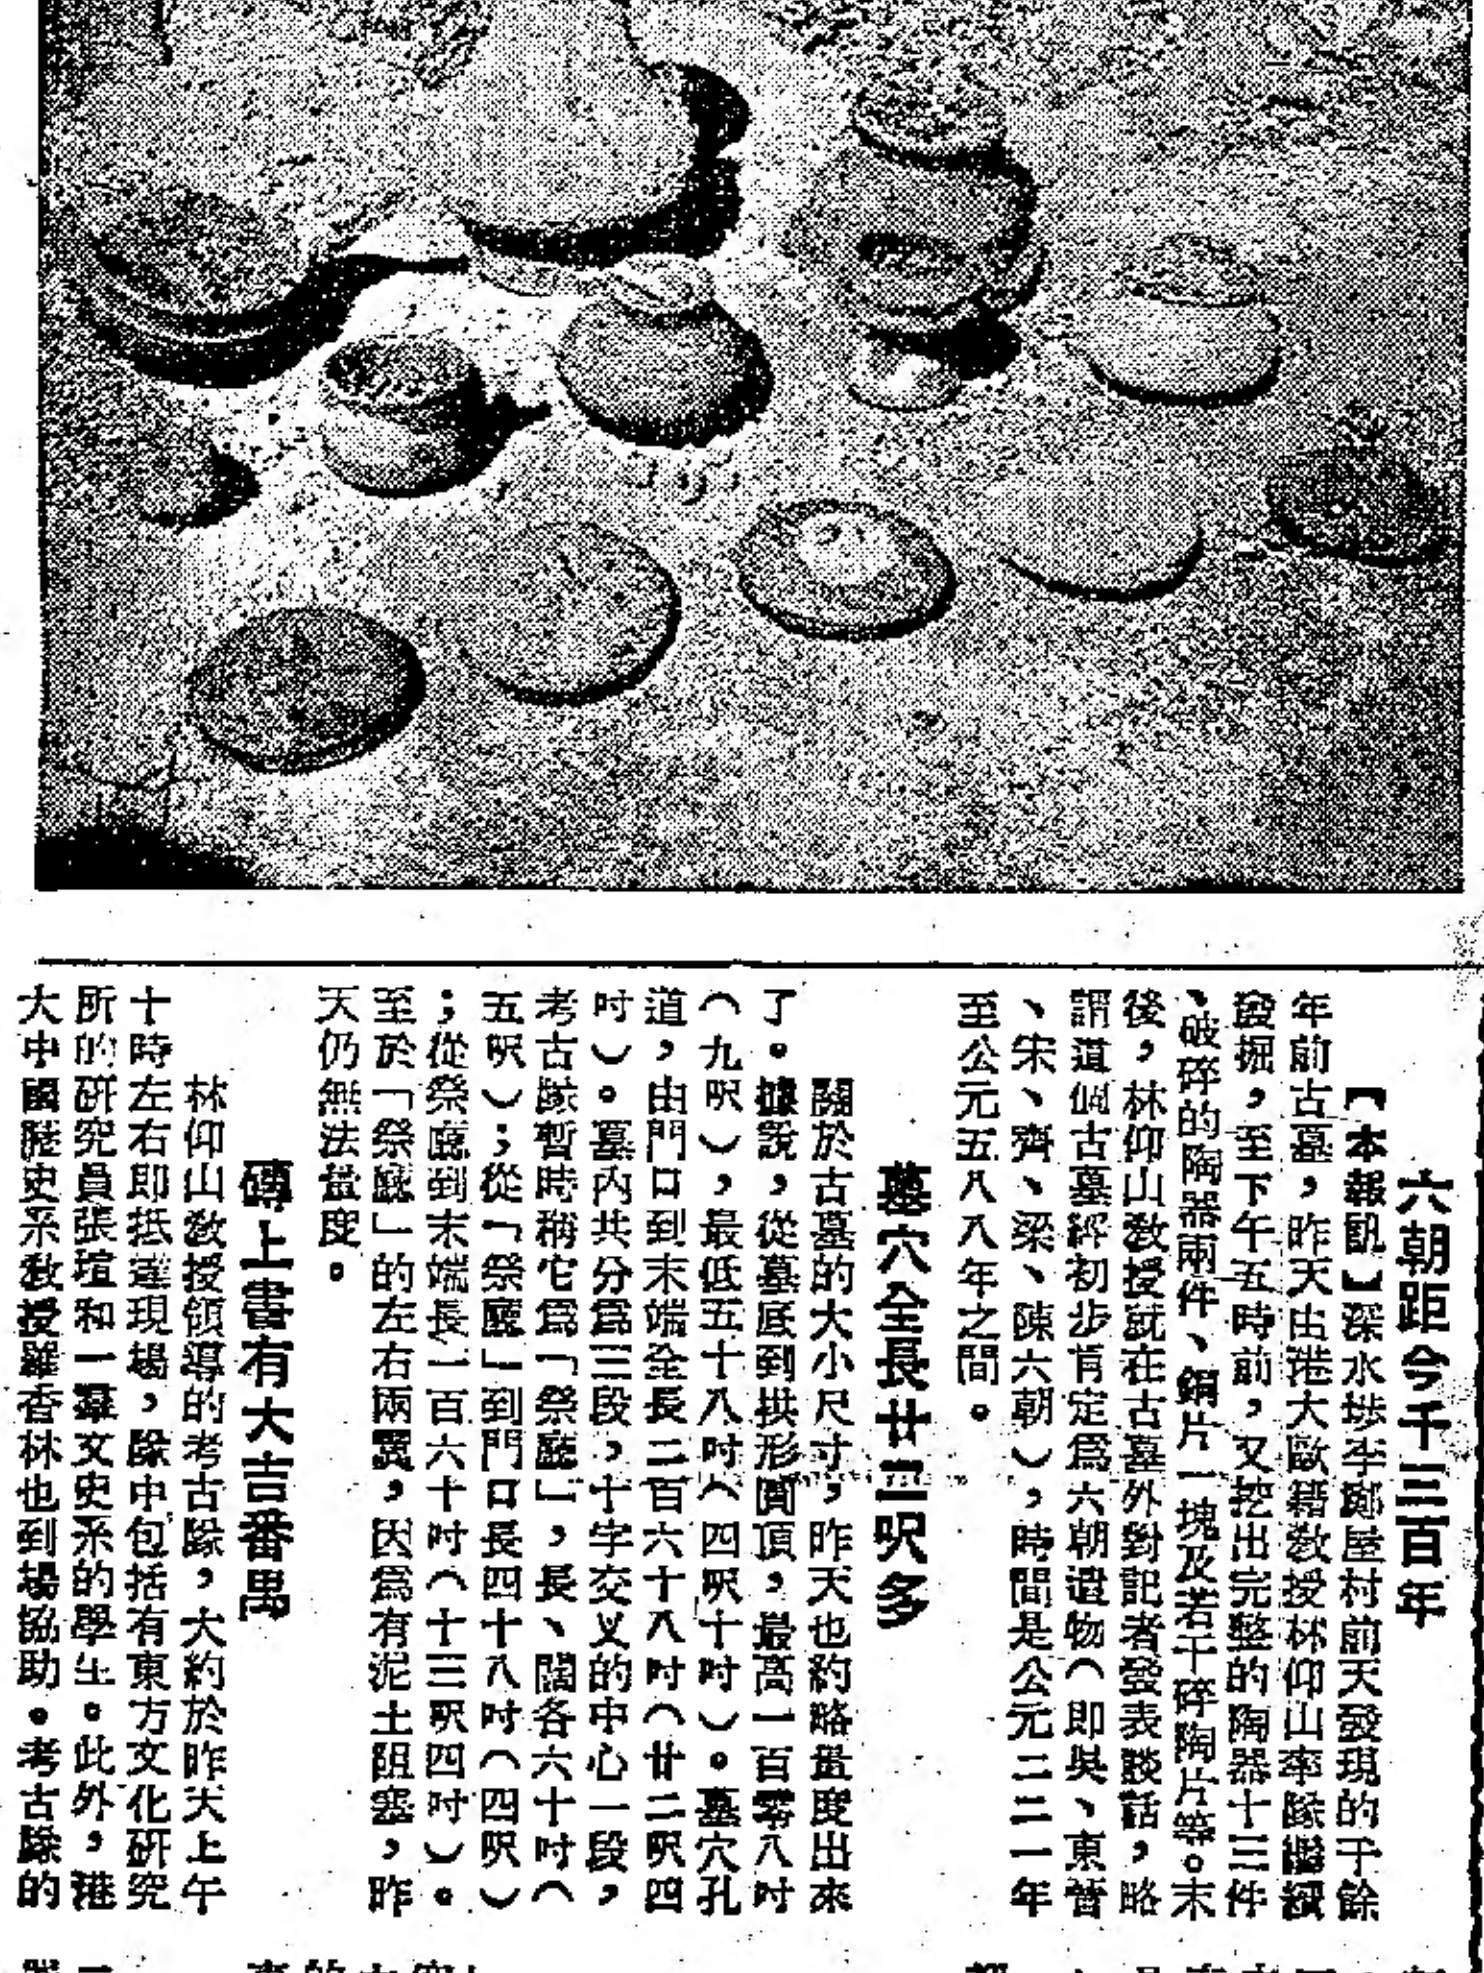 六朝距今千三百年
【本報訊】深水埗李鄭屋村前天發現的千餘
年前古墓，昨天由港大歐籍教授林仰山率隊繼續
發掘，至下午五時前，又挖出完整的陶器十三件
、破碎的陶器兩件、銅片一塊及若干碎陶片等。末
後，林仰山教授就在古墓外對記者發表談話，略
謂道個古墓經初步肯定為六朝遺物（即吳、東晉
、宋、齊、梁、陳六朝），時間是公元二二一年
至公元五八八年之間。
墓穴全長廿二呎多
關於古墓的大小尺寸，昨天也約略量度出來
了。據說，從墓底到拱形圓頂，最高一百零八吋
（九呎），最低五十八吋（四呎十吋）。墓穴孔
道，由門口到末端全長二百六十八吋（廿二呎四
吋）。墓內共分為三段，十字交叉的中心一段，
考古隊暫時稱它為「祭廳」，長、闊各六十吋（
五呎）；從「祭廳」到門口長四十八吋（四呎）
；從祭廳到末端長一百六十吋（十三呎四吋）。
至於「祭廳」的左右兩翼，因為有泥土阻塞，昨
天仍無法量度。
磚上書有大吉番禺
林仰山教授領導的考古隊，大約於昨天上午
十時左右即抵達現場，隊中包括有東方文化研究
所的研究員張瑄和一羣文史系的學生。此外，港
大中國歷史系教授羅香林也到場協助。考古隊的